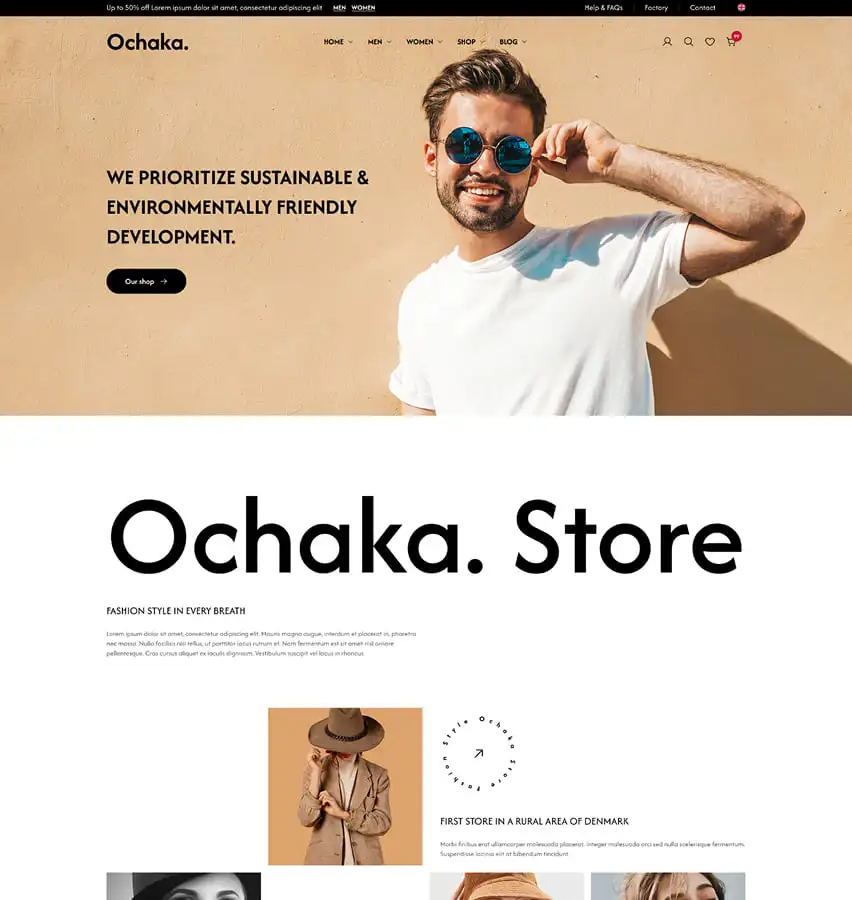 Up to 50% off Lorem ipsum dolor sit amet, consectetur adipiscing elit MEN WOMEN
Help & FAQs Factory Contact
Ochaka.
HOME MEN WOMEN SHOP BLOG
WE PRIORITIZE SUSTAINABLE &
ENVIRONMENTALLY FRIENDLY
DEVELOPMENT.
Our shop
Ochaka. Store
FASHION STYLE IN EVERY BREATH
Lorem ipsum dolor sit amet, consectetur adipiscing elit. Mauris magna augue, interdum et placerat in, pharetra
nec massa. Nulla facilisis nisi tellus, ut porttitor lacus rutrum et. Nam fermentum est sit amet nisl ornare
pellentesque. Cras cursus aliquet ex iaculis dignissim. Vestibulum suscipit vel lacus in rhoncus.
Ochaka Store Fashion Style
FIRST STORE IN A RURAL AREA OF DENMARK
Morbi finibus erat ullamcorper malesuada placerat. Integer malesuada orci sed nulla scelerisque fermentum.
Suspendisse lacinia elit at bibendum tincidunt.